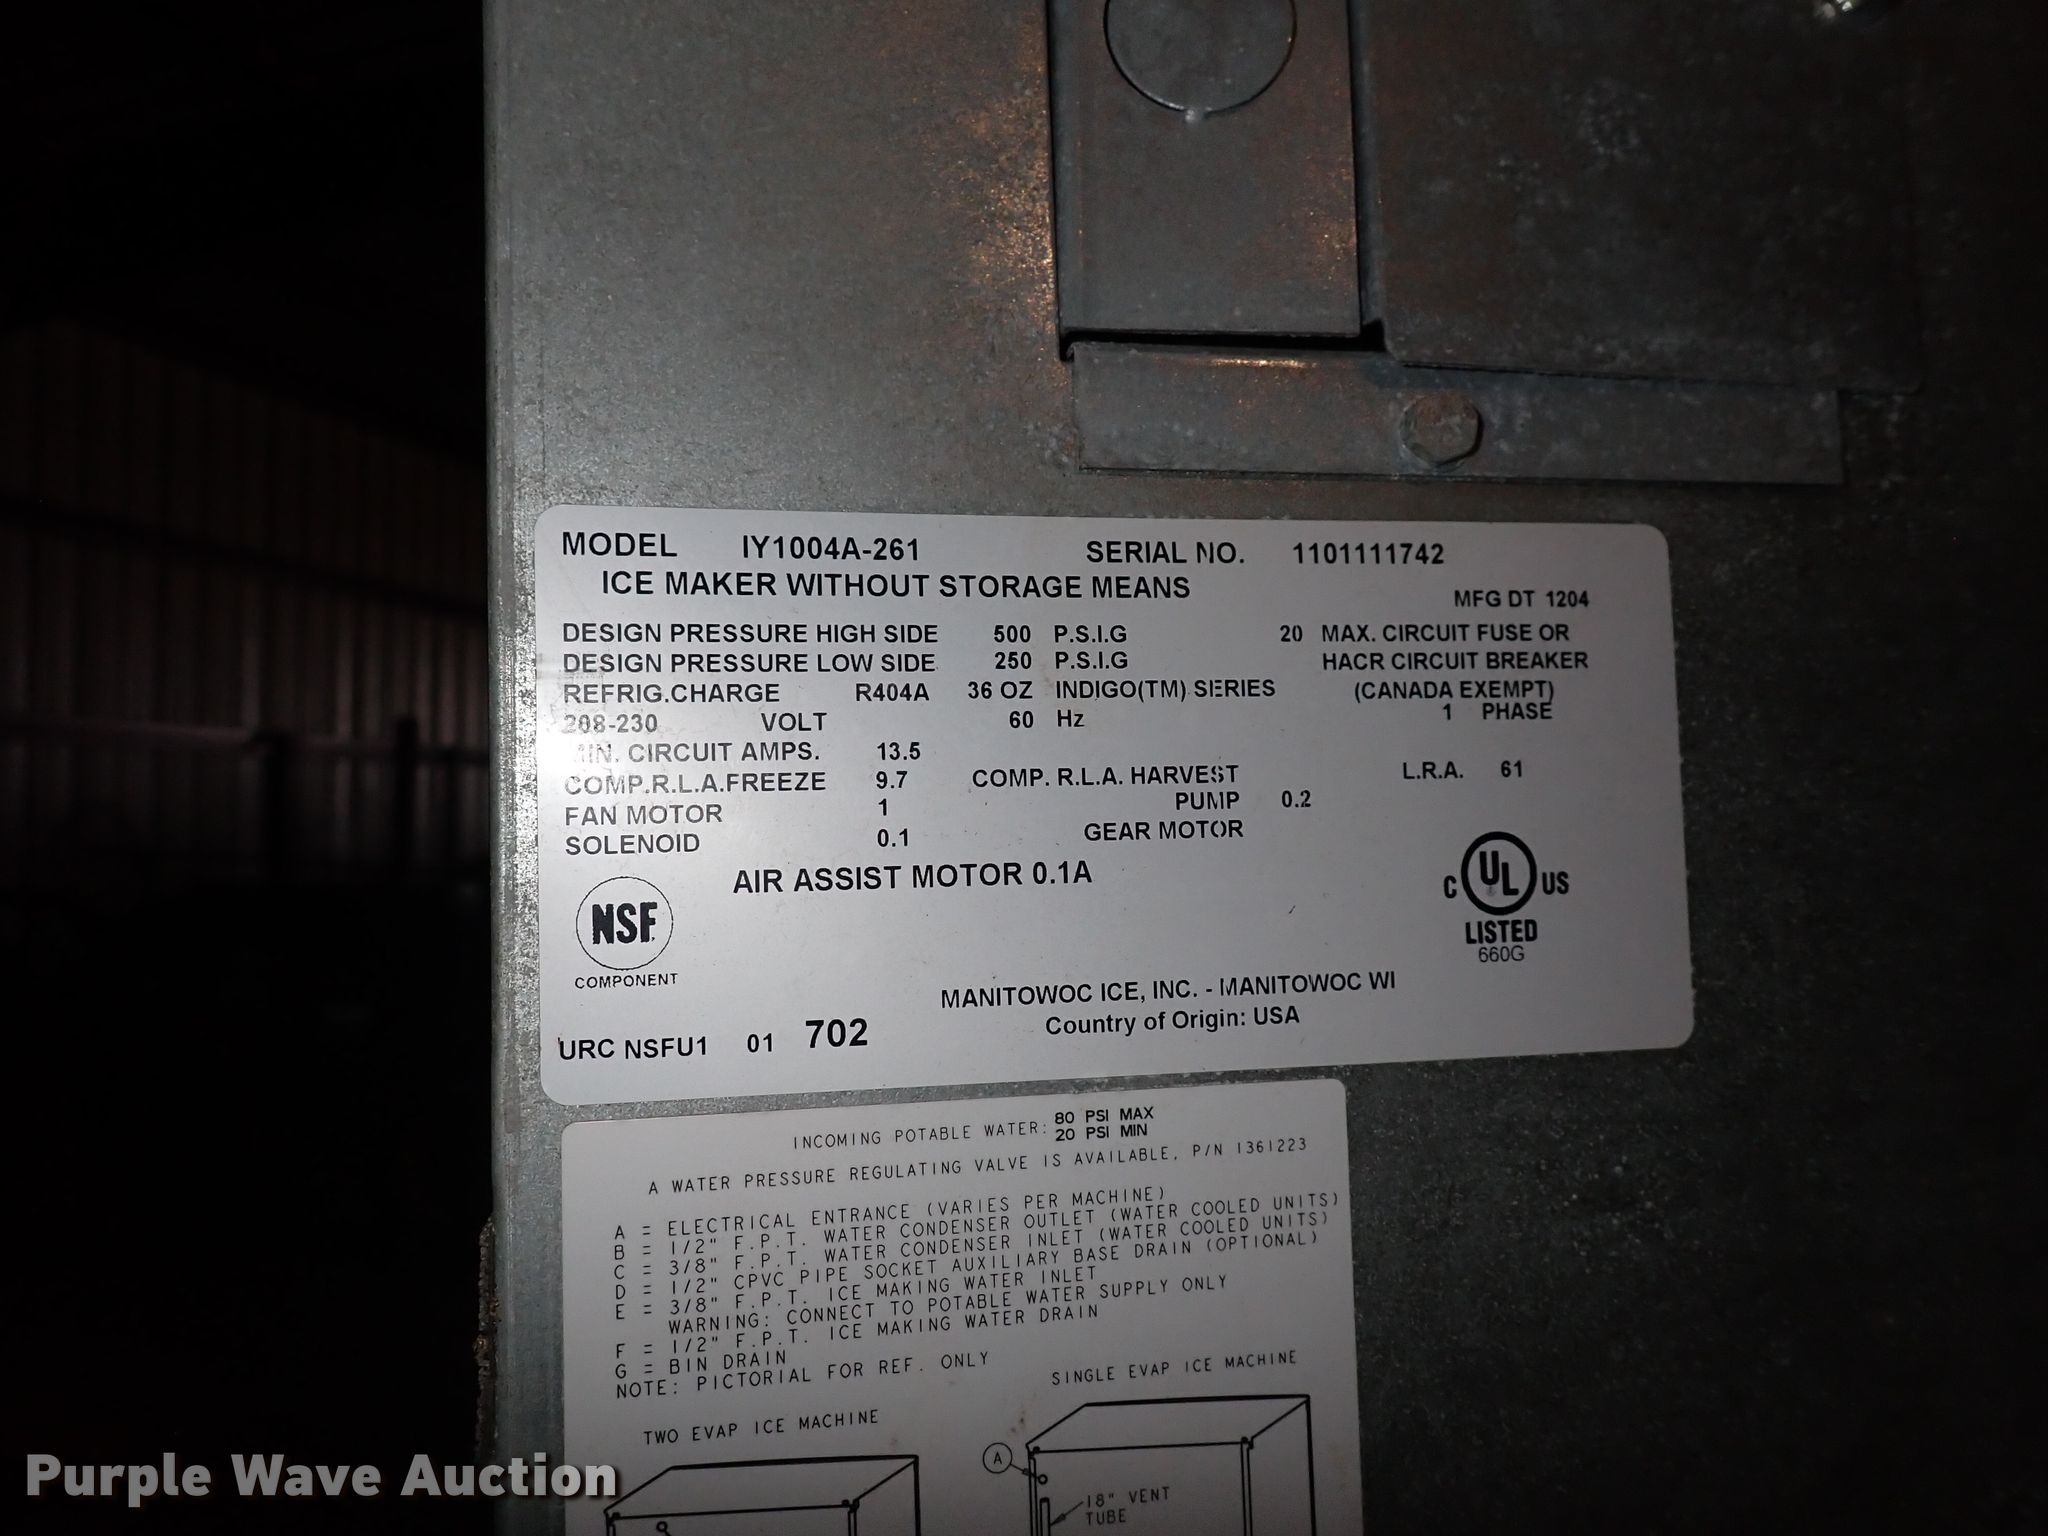 MODEL IY1004A-261 SERIAL NO. 1101111742
ICE MAKER WITHOUT STORAGE MEANS
MFG DT 1204
DESIGN PRESSURE HIGH SIDE 500 P.S.I.G 20 MAX. CIRCUIT FUSE OR
DESIGN PRESSURE LOW SIDE 250 P.S.I.G HACR CIRCUIT BREAKER
REFRIG.CHARGE R404A 36 OZ INDIGO(TM) SERIES (CANADA EXEMPT)
208-230 VOLT 60 Hz 1 PHASE
MIN. CIRCUIT AMPS. 13.5
COMP.R.L.A.FREEZE 9.7 COMP. R.L.A. HARVEST L.R.A. 61
FAN MOTOR 1 PUMP 0.2
SOLENOID 0.1 GEAR MOTOR
AIR ASSIST MOTOR 0.1A
NSF.
COMPONENT
C UL US
LISTED
660G
MANITOWOC ICE, INC. - MANITOWOC WI
Country of Origin: USA
URC NSFU1 01 702
INCOMING POTABLE WATER: 80 PSI MAX
20 PSI MIN
A WATER PRESSURE REGULATING VALVE IS AVAILABLE, P/N 1361223
A = ELECTRICAL ENTRANCE (VARIES PER MACHINE)
B = 1/2" F.P.T. WATER CONDENSER OUTLET (WATER COOLED UNITS)
C = 3/8" F.P.T. WATER CONDENSER INLET (WATER COOLED UNITS)
D = 1/2" CPVC PIPE SOCKET AUXILIARY BASE DRAIN (OPTIONAL)
E = 3/8" F.P.T. ICE MAKING WATER INLET
WARNING: CONNECT TO POTABLE WATER SUPPLY ONLY
F = 1/2" F.P.T. ICE MAKING WATER DRAIN
G = BIN DRAIN
NOTE: PICTORIAL FOR REF. ONLY
TWO EVAP ICE MACHINE
SINGLE EVAP ICE MACHINE
A
18" VENT
TUBE
Purple Wave Auction